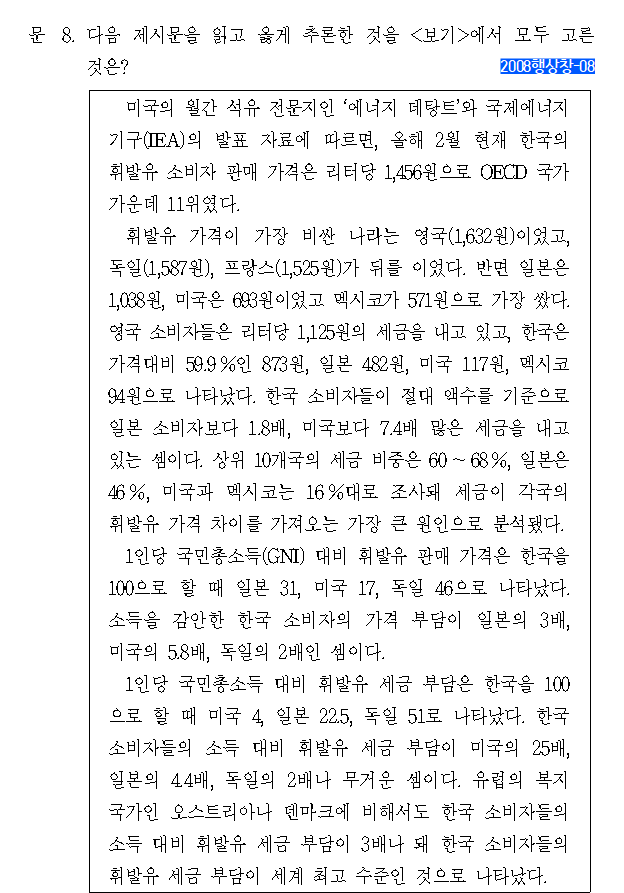 문 8. 다음 제시문을 읽고 옳게 추론한 것을 <보기>에서 모두 고른
것은?
2008행상창-08
미국의 월간 석유 전문지인 ‘에너지 데탕트’와 국제에너지
기구(IEA)의 발표 자료에 따르면, 올해 2월 현재 한국의
휘발유 소비자 판매 가격은 리터당 1,456원으로 OECD 국가
가운데 11위였다.
휘발유 가격이 가장 비싼 나라는 영국(1,632원)이었고,
독일(1,587원), 프랑스(1,525원)가 뒤를 이었다. 반면 일본은
1,038원, 미국은 693원이었고 멕시코가 571원으로 가장 쌌다.
영국 소비자들은 리터당 1,125원의 세금을 내고 있고, 한국은
가격대비 59.9%인 873원, 일본 482원, 미국 117원, 멕시코
94원으로 나타났다. 한국 소비자들이 절대 액수를 기준으로
일본 소비자보다 1.8배, 미국보다 7.4배 많은 세금을 내고
있는 셈이다. 상위 10개국의 세금 비중은 60 ~ 68%, 일본은
46%, 미국과 멕시코는 16%대로 조사돼 세금이 각국의
휘발유 가격 차이를 가져오는 가장 큰 원인으로 분석됐다.
1인당 국민총소득(GNI) 대비 휘발유 판매 가격은 한국을
100으로 할 때 일본 31, 미국 17, 독일 46으로 나타났다.
소득을 감안한 한국 소비자의 가격 부담이 일본의 3배,
미국의 5.8배, 독일의 2배인 셈이다.
1인당 국민총소득 대비 휘발유 세금 부담은 한국을 100
으로 할 때 미국 4, 일본 22.5, 독일 51로 나타났다. 한국
소비자들의 소득 대비 휘발유 세금 부담이 미국의 25배,
일본의 4.4배, 독일의 2배나 무거운 셈이다. 유럽의 복지
국가인 오스트리아나 덴마크에 비해서도 한국 소비자들의
소득 대비 휘발유 세금 부담이 3배나 돼 한국 소비자들의
휘발유 세금 부담이 세계 최고 수준인 것으로 나타났다.